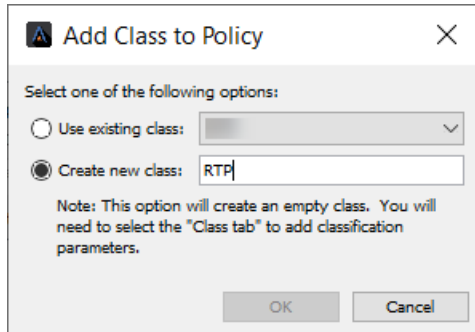 Add Class to Policy
Select one of the following options:
Use existing class:
Create new class: RTP
Note: This option will create an empty class. You will
need to select the "Class tab" to add classification
parameters.
OK Cancel